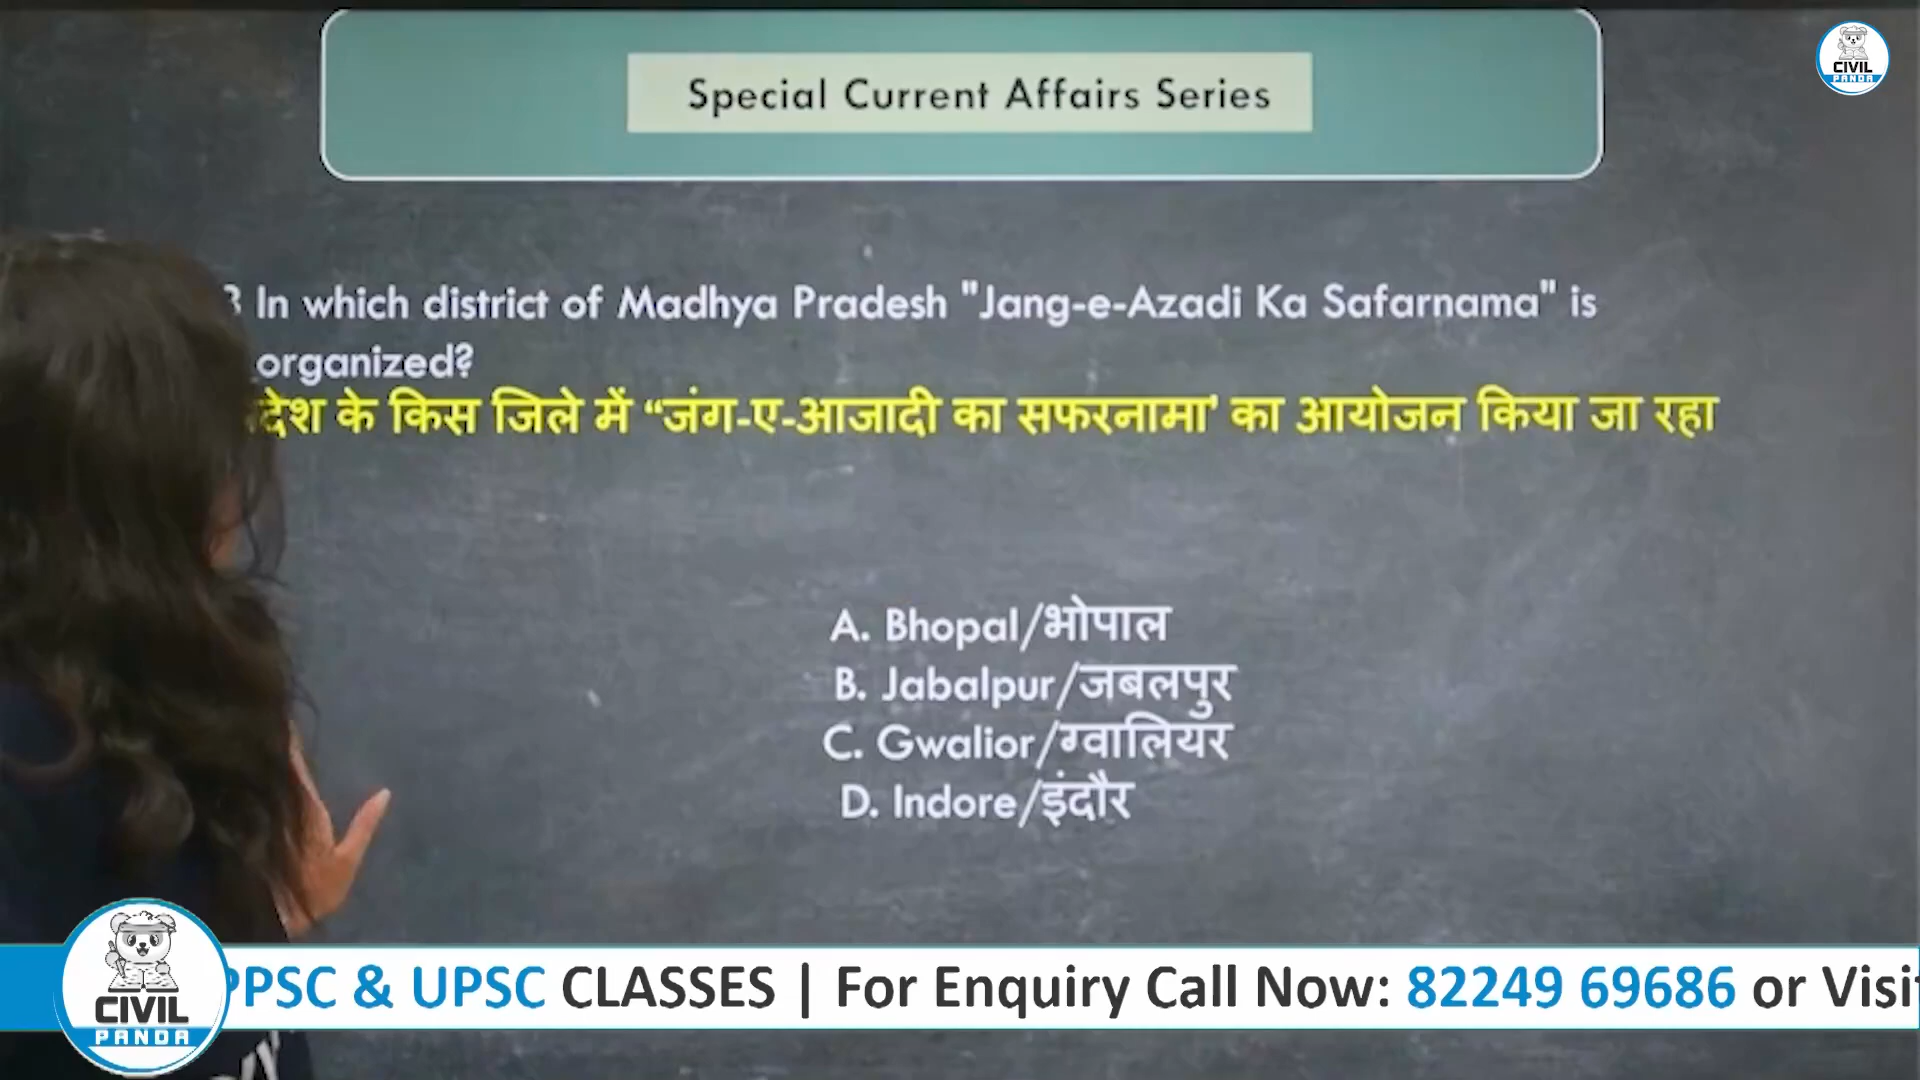 Special Current Affairs Series
CIVIL
PANDA
In which district of Madhya Pradesh "Jang-e-Azadi Ka Safarnama" is
organized?
के किस जिले में “जंग-ए-आजादी का सफरनामा' का आयोजन किया जा रहा
A. Bhopal/भोपाल
B. Jabalpur/जबलपुर
C. Gwalior/ग्वालियर
D. Indore/इंदौर
CIVIL
PANDA
PPSC & UPSC CLASSES | For Enquiry Call Now: 82249 69686 or Visit